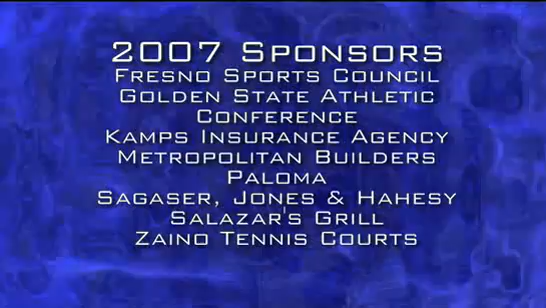 2007 Sponsors
Fresno Sports Council
Golden State Athletic
Conference
Kamps Insurance Agency
Metropolitan Builders
Paloma
Sagaser, Jones & Hahesy
Salazar's Grill
Zaino Tennis Courts